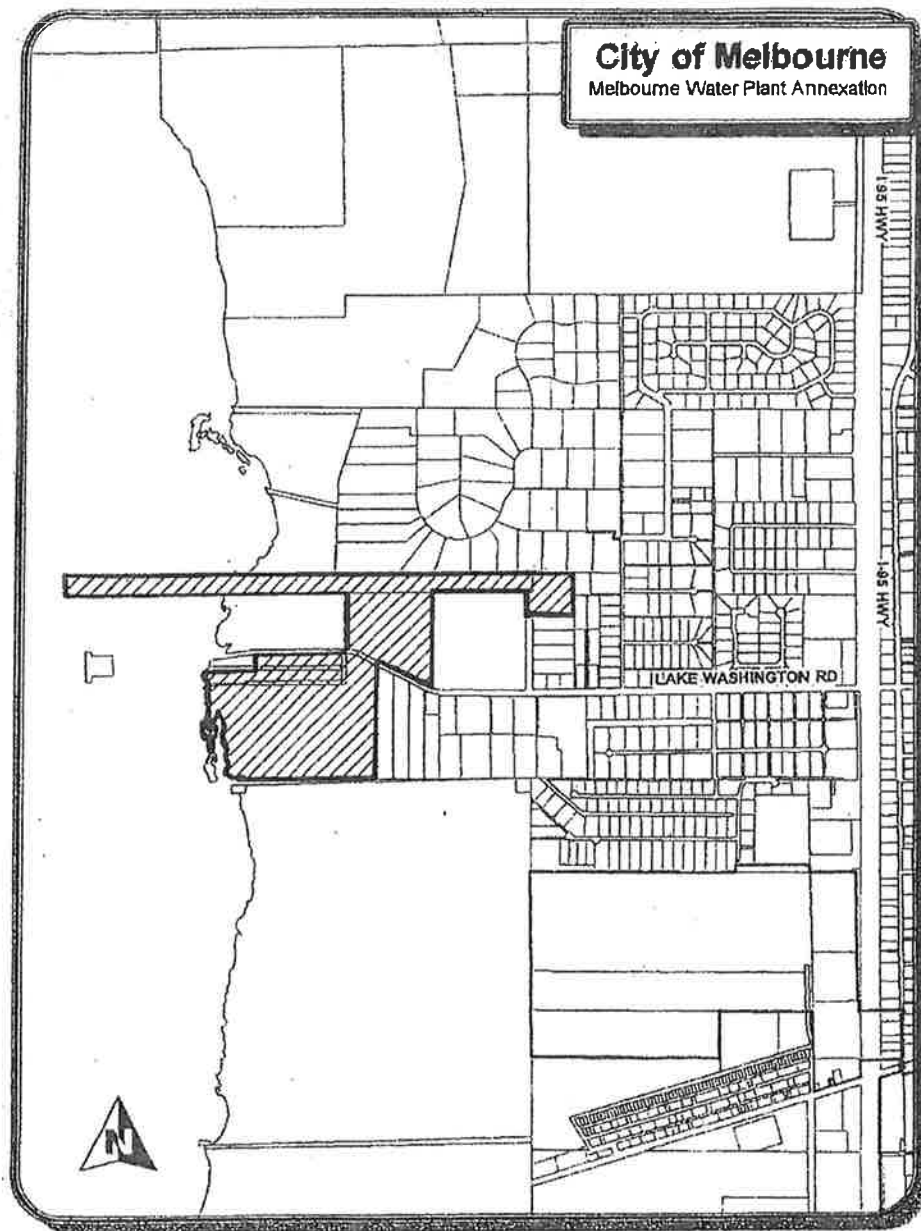 City of Melbourne
Melbourne Water Plant Annexation
I 95 HWY
I-95 HWY
LAKE WASHINGTON RD
N